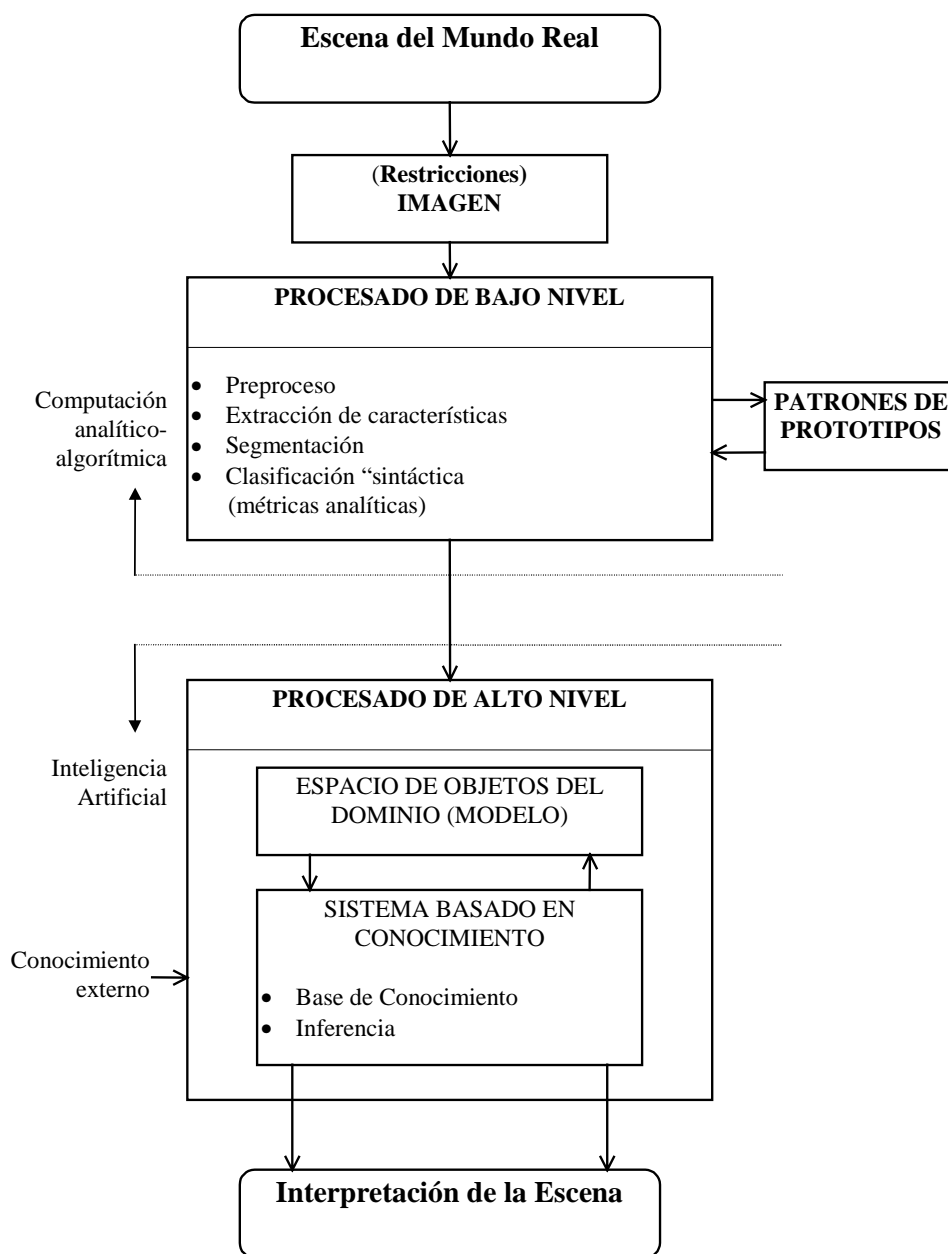 Escena del Mundo Real
(Restricciones)
IMAGEN
PROCESADO DE BAJO NIVEL
Computación
analítico-
algorítmica
• Preproceso
• Extracción de características
• Segmentación
• Clasificación “sintáctica
(métricas analíticas)
PATRONES DE
PROTOTIPOS
PROCESADO DE ALTO NIVEL
Inteligencia
Artificial
ESPACIO DE OBJETOS DEL
DOMINIO (MODELO)
SISTEMA BASADO EN
CONOCIMIENTO
Conocimiento
externo
• Base de Conocimiento
• Inferencia
Interpretación de la Escena